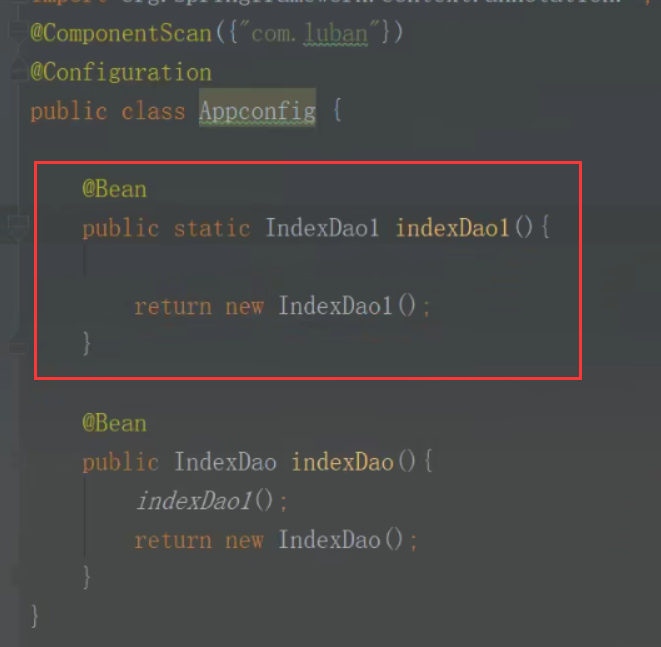 import org.springframework.context.annotation.*;
@ComponentScan({"com.luban"})
@Configuration
public class Appconfig {
@Bean
public static IndexDao1 indexDao1(){
return new IndexDao1();
}
@Bean
public IndexDao indexDao(){
indexDao1();
return new IndexDao();
}
}